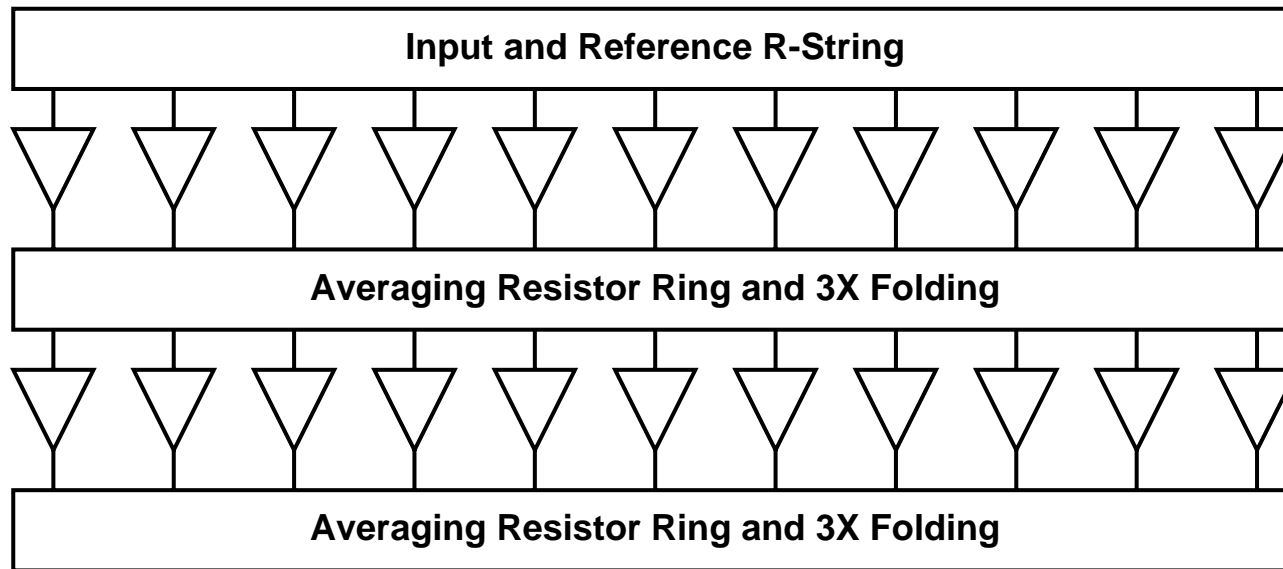 Input and Reference R-String
Averaging Resistor Ring and 3X Folding
Averaging Resistor Ring and 3X Folding